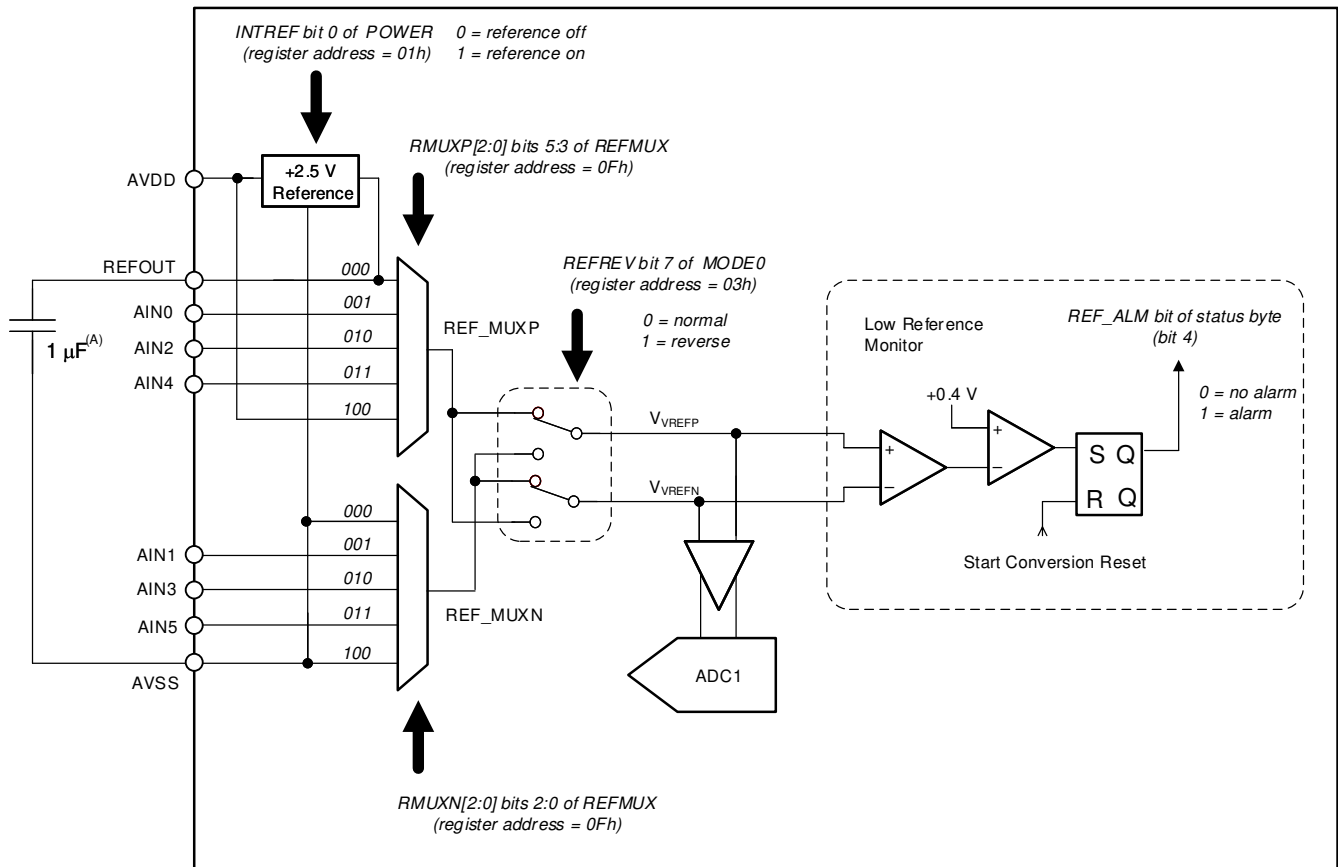 INTREF bit 0 of POWER 0 = reference off
(register address = 01h) 1 = reference on
RMUXP[2:0] bits 5:3 of REFMUX
(register address = 0Fh)
AVDD
+2.5 V
Reference
REFOUT
000
AIN0
001
AIN2
010
AIN4
011
100
1 µF(A)
REF_MUXP
REFREV bit 7 of MODE0
(register address = 03h)
0 = normal
1 = reverse
Low Reference
Monitor
REF_ALM bit of status byte
(bit 4)
+0.4 V
0 = no alarm
1 = alarm
VVREFP
VVREFN
+
−
+
−
S Q
R Q
Start Conversion Reset
000
AIN1
001
AIN3
010
AIN5
011
AVSS
100
REF_MUXN
ADC1
RMUXN[2:0] bits 2:0 of REFMUX
(register address = 0Fh)